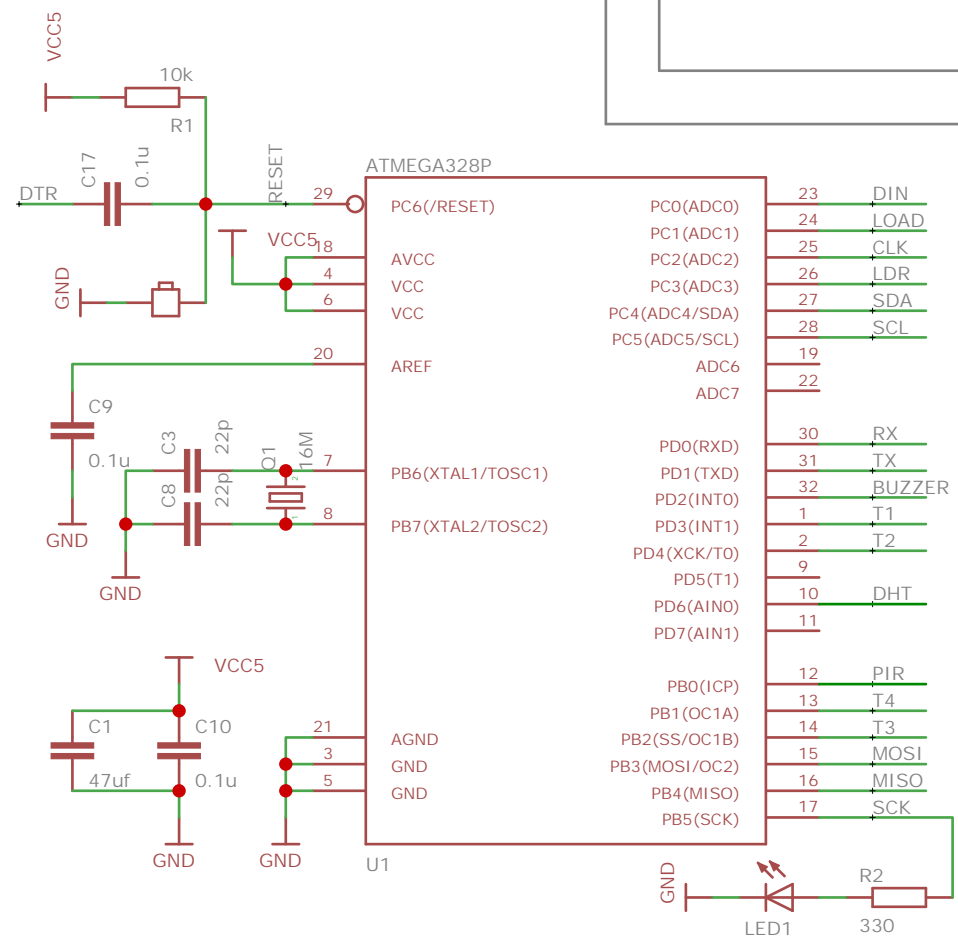 VCC5
10k
R1
C17
0.1u
DTR
RESET
GND
ATMEGA328P
VCC5
29
PC6(/RESET)
18
AVCC
4
VCC
6
VCC
20
AREF
C9
0.1u
GND
C3
22p
C8
22p
Q1
16M
2
1
GND
7
PB6(XTAL1/TOSC1)
8
PB7(XTAL2/TOSC2)
VCC5
C1
47uf
C10
0.1u
GND
21
AGND
3
GND
5
GND
GND
U1
PC0(ADC0) 23 DIN
PC1(ADC1) 24 LOAD
PC2(ADC2) 25 CLK
PC3(ADC3) 26 LDR
PC4(ADC4/SDA) 27 SDA
PC5(ADC5/SCL) 28 SCL
ADC6 19
ADC7 22
PD0(RXD) 30 RX
PD1(TXD) 31 TX
PD2(INT0) 32 BUZZER
PD3(INT1) 1 T1
PD4(XCK/T0) 2 T2
PD5(T1) 9
PD6(AIN0) 10 DHT
PD7(AIN1) 11
PB0(ICP) 12 PIR
PB1(OC1A) 13 T4
PB2(SS/OC1B) 14 T3
PB3(MOSI/OC2) 15 MOSI
PB4(MISO) 16 MISO
PB5(SCK) 17 SCK
GND
LED1
R2
330